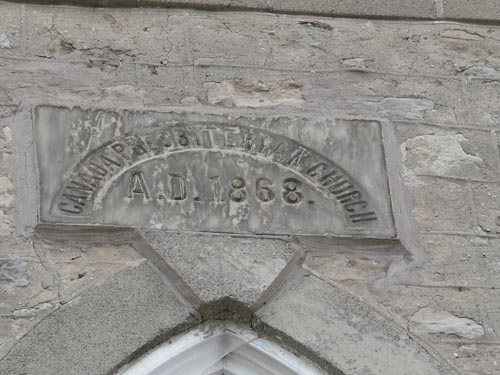 CANADA PRESBYTERIAN CHURCH
A.D. 1868.